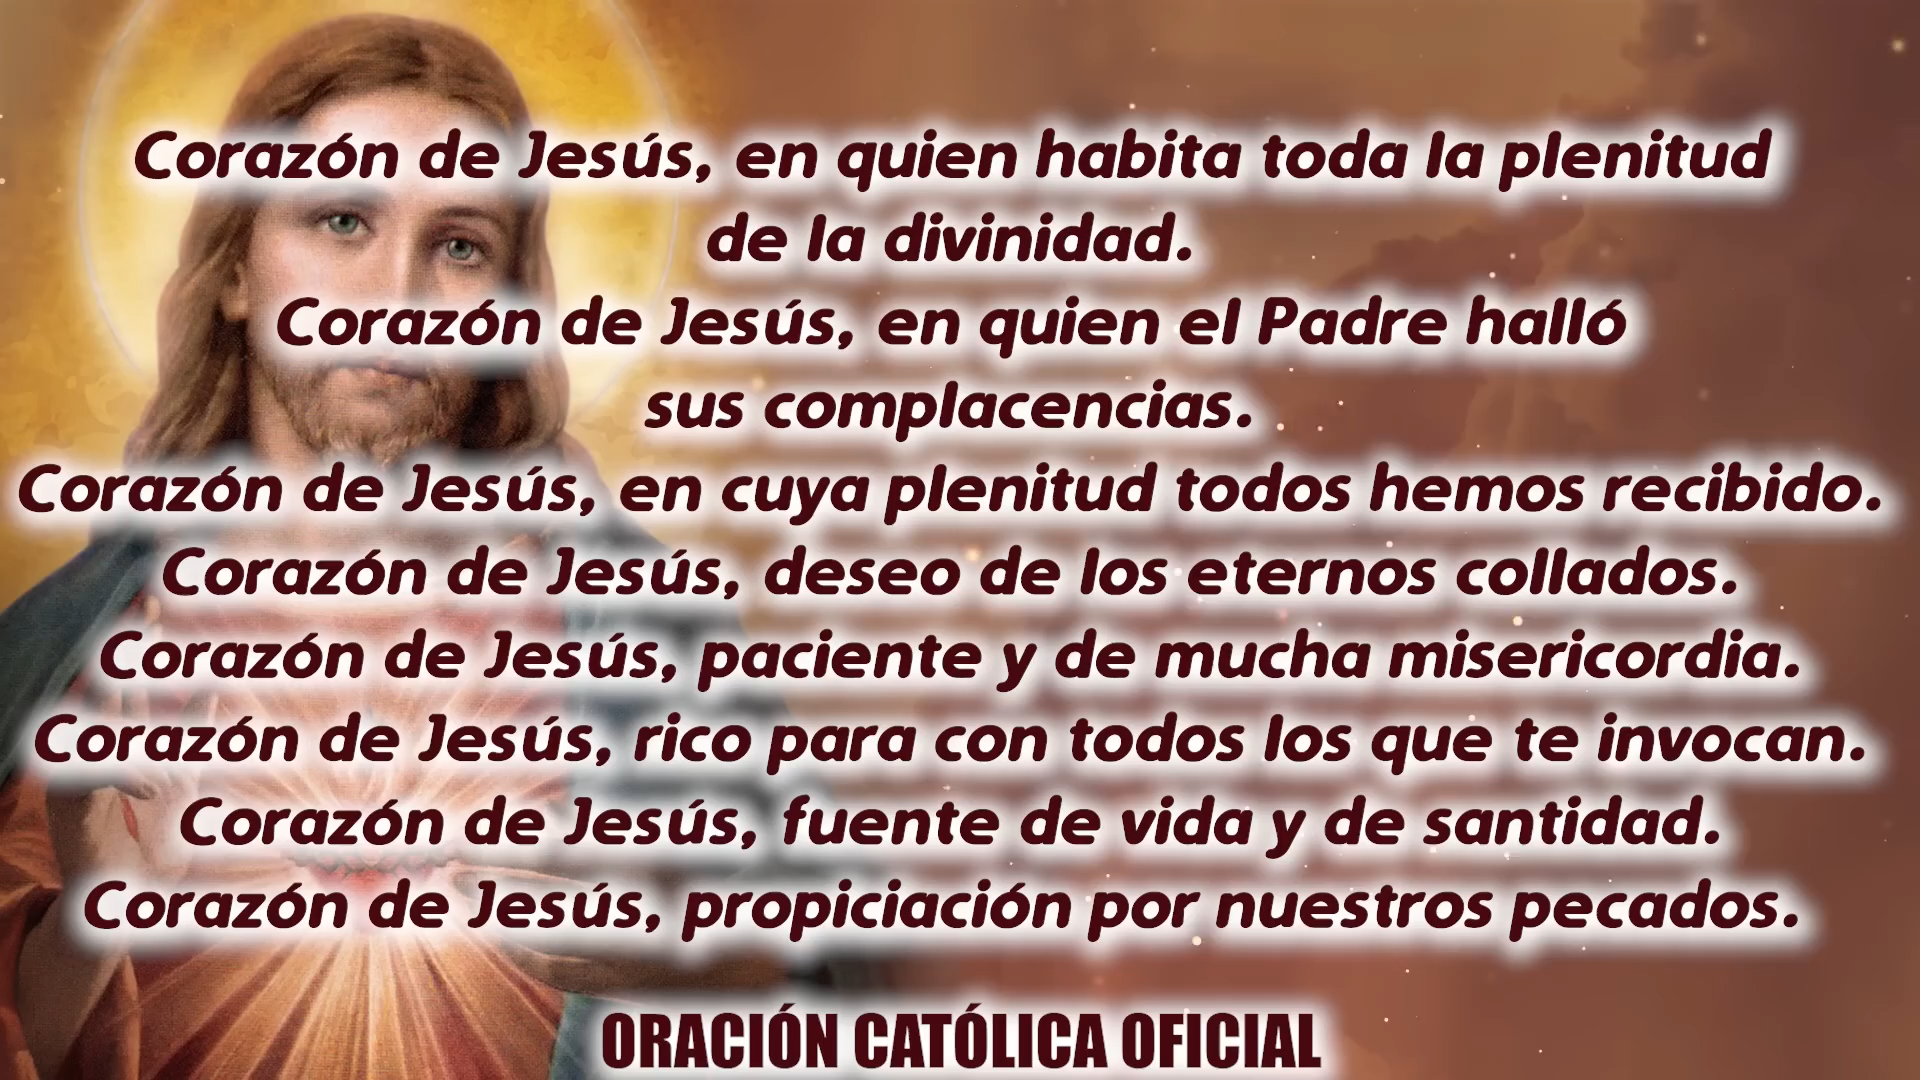 Corazón de Jesús, en quien habita toda la plenitud
de la divinidad.
Corazón de Jesús, en quien el Padre halló
sus complacencias.
Corazón de Jesús, en cuya plenitud todos hemos recibido.
Corazón de Jesús, deseo de los eternos collados.
Corazón de Jesús, paciente y de mucha misericordia.
Corazón de Jesús, rico para con todos los que te invocan.
Corazón de Jesús, fuente de vida y de santidad.
Corazón de Jesús, propiciación por nuestros pecados.
ORACIÓN CATÓLICA OFICIAL